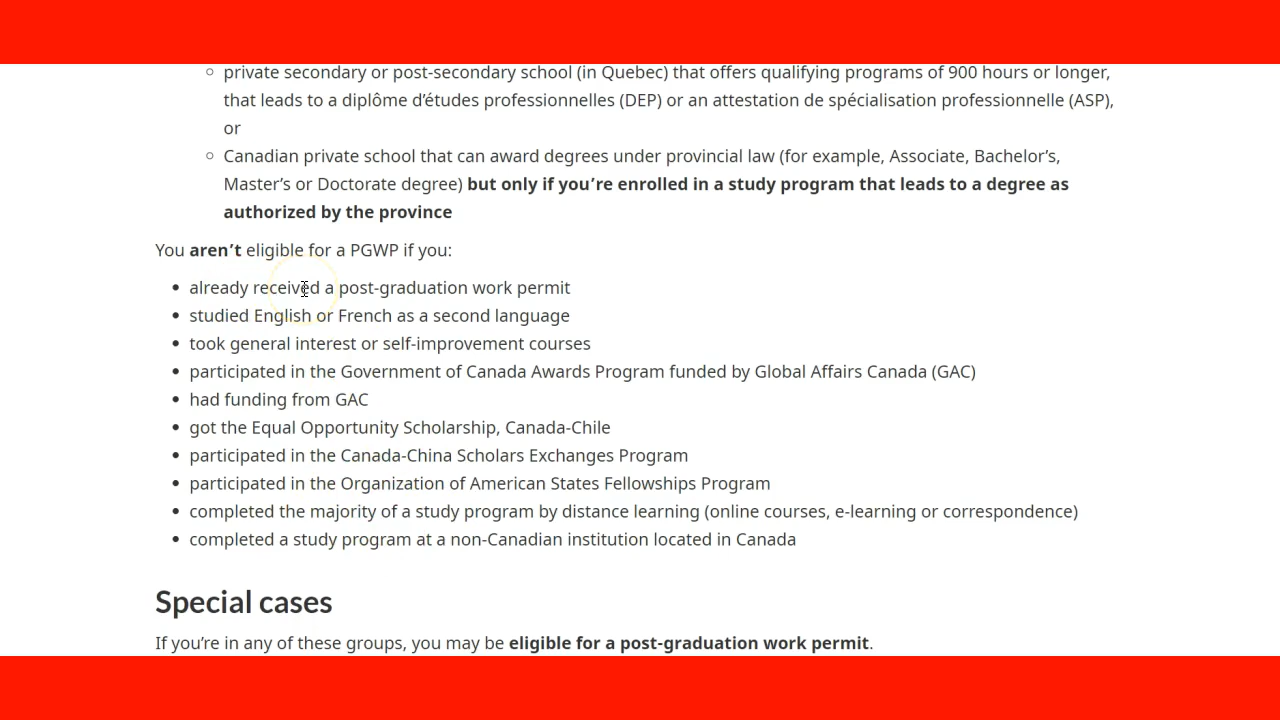 private secondary or post-secondary school (in Quebec) that offers qualifying programs of 900 hours or longer,
that leads to a diplôme d’études professionnelles (DEP) or an attestation de spécialisation professionnelle (ASP),
or
Canadian private school that can award degrees under provincial law (for example, Associate, Bachelor’s,
Master’s or Doctorate degree) but only if you’re enrolled in a study program that leads to a degree as
authorized by the province
You aren’t eligible for a PGWP if you:
already received a post-graduation work permit
studied English or French as a second language
took general interest or self-improvement courses
participated in the Government of Canada Awards Program funded by Global Affairs Canada (GAC)
had funding from GAC
got the Equal Opportunity Scholarship, Canada-Chile
participated in the Canada-China Scholars Exchanges Program
participated in the Organization of American States Fellowships Program
completed the majority of a study program by distance learning (online courses, e-learning or correspondence)
completed a study program at a non-Canadian institution located in Canada
Special cases
If you’re in any of these groups, you may be eligible for a post-graduation work permit.